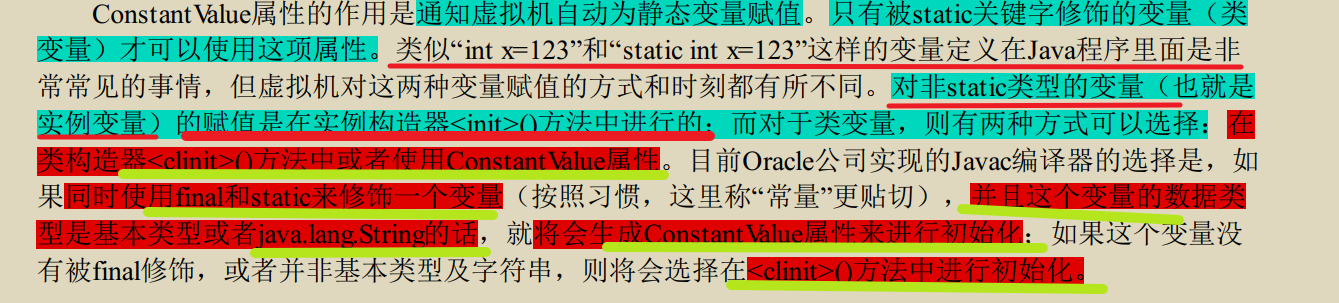 ConstantValue属性的作用是通知虚拟机自动为静态变量赋值。只有被static关键字修饰的变量（类
变量）才可以使用这项属性。类似“int x=123”和“static int x=123”这样的变量定义在Java程序里面是非
常常见的事情，但虚拟机对这两种变量赋值的方式和时刻都有所不同。对非static类型的变量（也就是
实例变量）的赋值是在实例构造器<init>()方法中进行的；而对于类变量，则有两种方式可以选择：在
类构造器<clinit>()方法中或者使用ConstantValue属性。目前Oracle公司实现的Javac编译器的选择是，如
果同时使用final和static来修饰一个变量（按照习惯，这里称“常量”更贴切），并且这个变量的数据类
型是基本类型或者java.lang.String的话，就将会生成ConstantValue属性来进行初始化；如果这个变量没
有被final修饰，或者并非基本类型及字符串，则将会选择在<clinit>()方法中进行初始化。